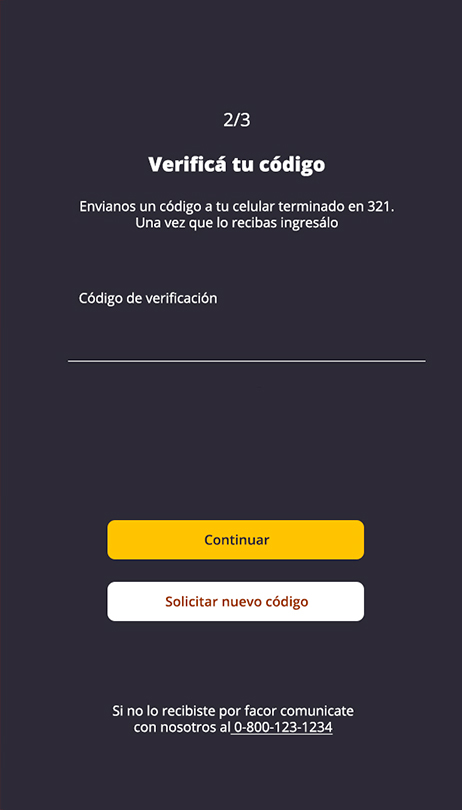 2/3
Verificá tu código
Envianos un código a tu celular terminado en 321.
Una vez que lo recibas ingresálo
Código de verificación
Continuar
Solicitar nuevo código
Si no lo recibiste por facor comunicate
con nosotros al 0-800-123-1234